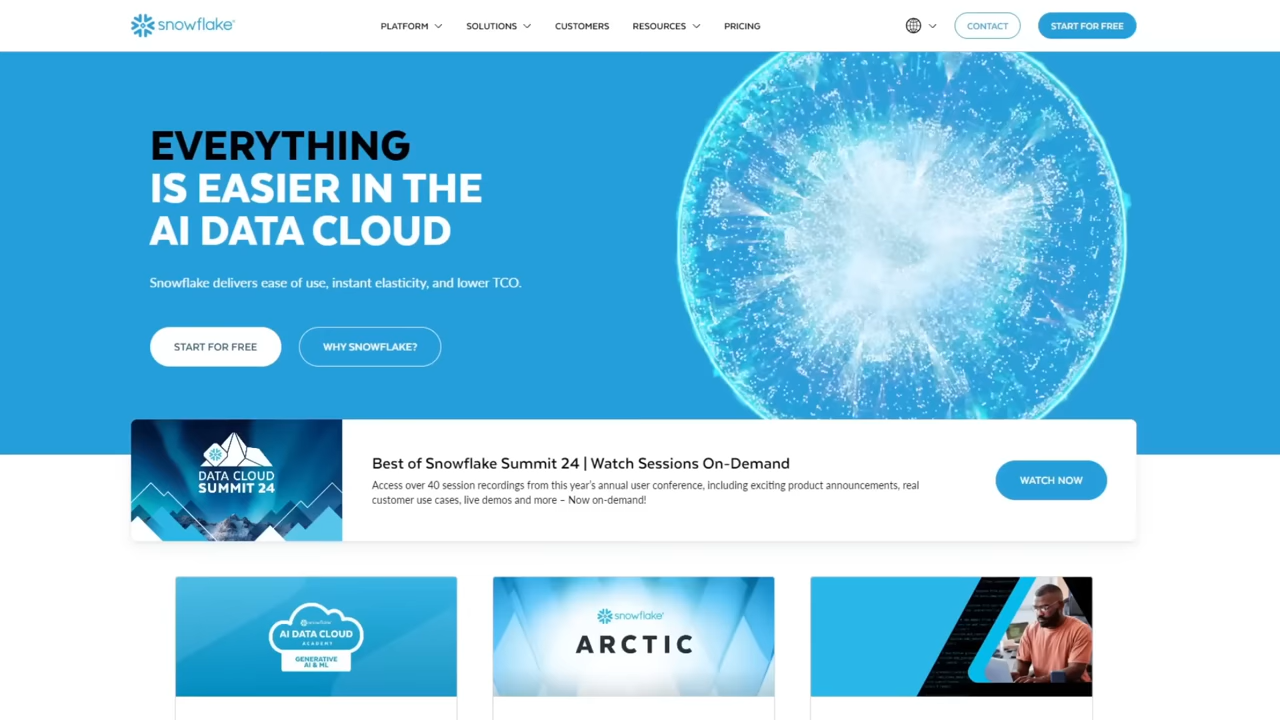 snowflake
PLATFORM
SOLUTIONS
CUSTOMERS
RESOURCES
PRICING
CONTACT
START FOR FREE
EVERYTHING
IS EASIER IN THE
AI DATA CLOUD
Snowflake delivers ease of use, instant elasticity, and lower TCO.
START FOR FREE
WHY SNOWFLAKE?
DATA CLOUD
SUMMIT 24
Best of Snowflake Summit 24 | Watch Sessions On-Demand
Access over 40 session recordings from this year's annual user conference, including exciting product announcements, real
customer use cases, live demos and more – Now on-demand!
WATCH NOW
snowflake
AI DATA CLOUD
ACADEMY
GENERATIVE
AI & ML
snowflake
ARCTIC